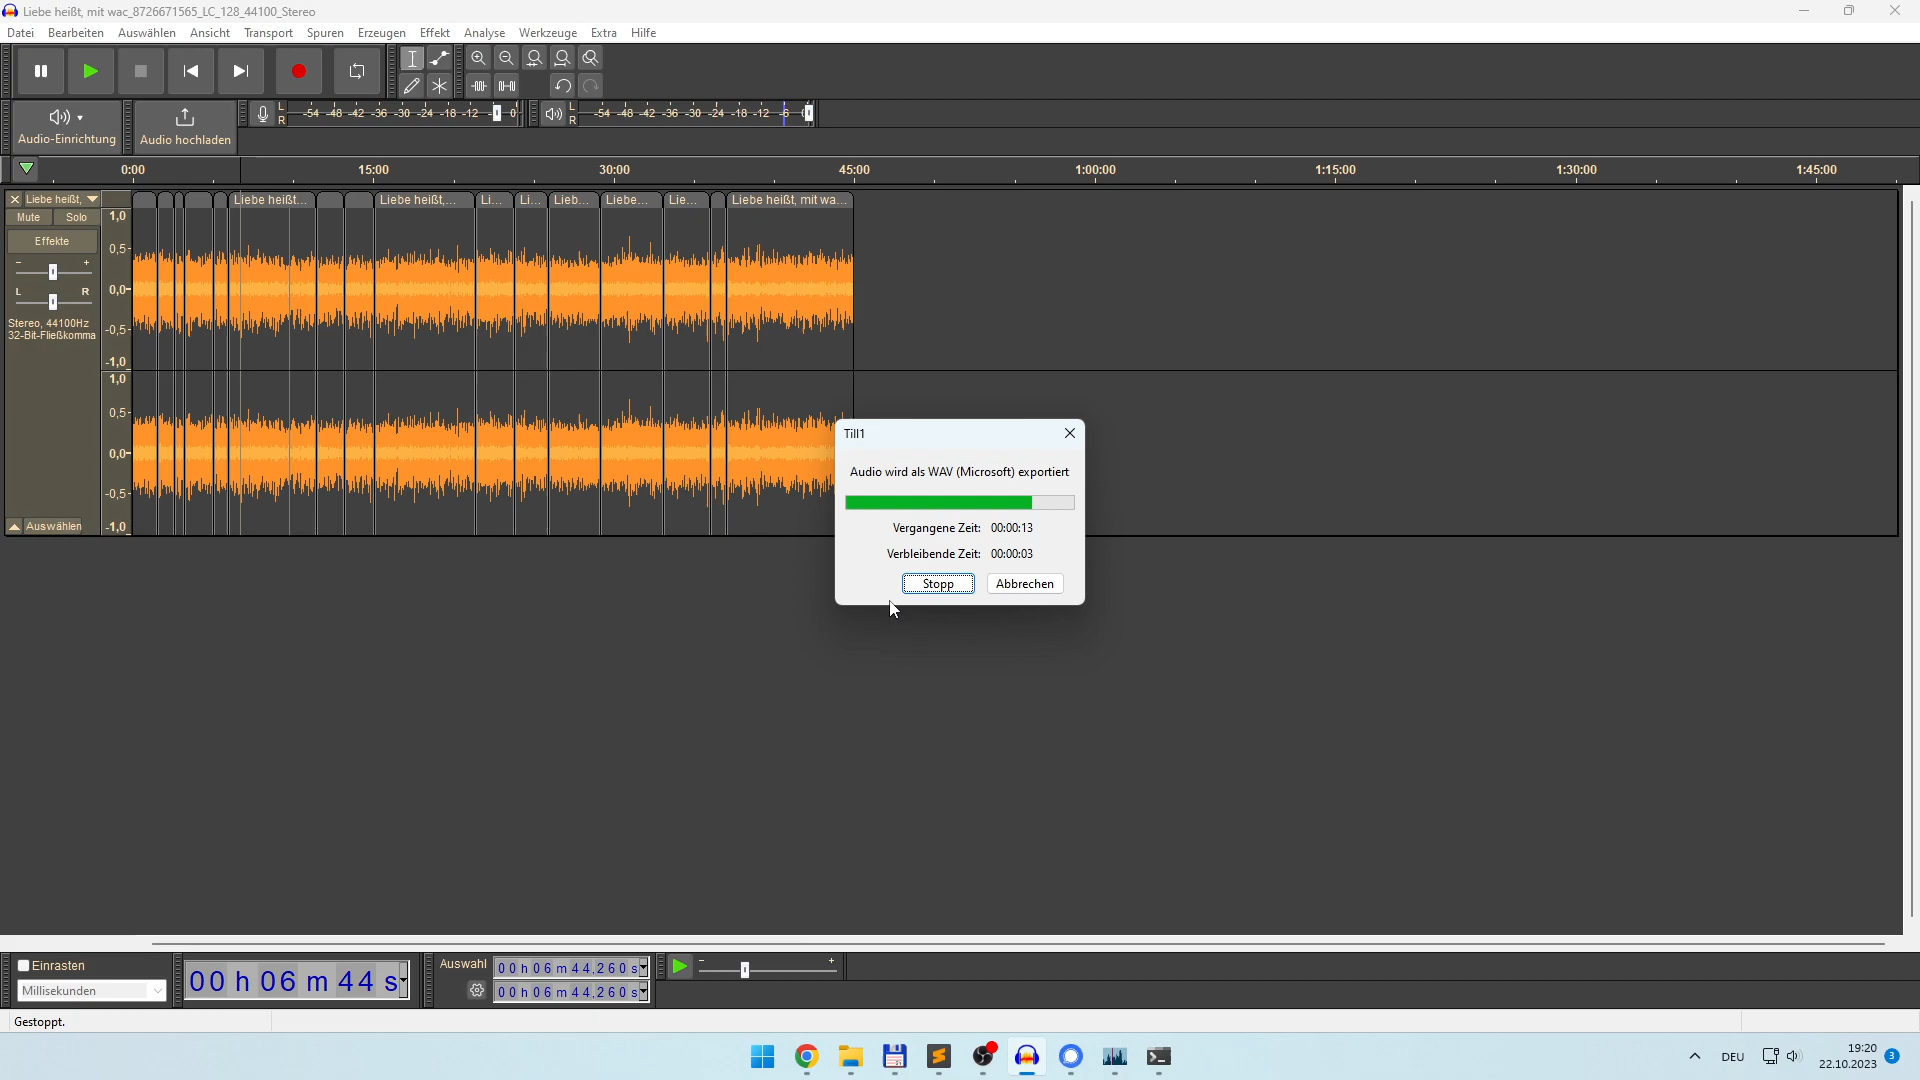 Liebe heißt, mit wac_8726671565_LC_128_44100_Stereo
Datei Bearbeiten Auswählen Ansicht Transport Spuren Erzeugen Effekt Analyse Werkzeuge Extra Hilfe
L R -54 -48 -42 -36 -30 -24 -18 -12 -6 0
L R -54 -48 -42 -36 -30 -24 -18 -12 -6
Audio-Einrichtung
Audio hochladen
0:00 15:00 30:00 45:00 1:00:00 1:15:00 1:30:00 1:45:00
Liebe heißt,
Liebe heißt... Liebe heißt,... Li... Li... Lieb... Liebe... Lie... Liebe heißt, mit wa...
Mute Solo
Effekte
- +
L R
Stereo, 44100Hz
32-Bit-Fließkomma
Auswählen
1,0
0,5-
0,0-
-0,5-
-1,0
1,0
0,5-
0,0-
-0,5-
-1,0
Till1
Audio wird als WAV (Microsoft) exportiert
Vergangene Zeit: 00:00:13
Verbleibende Zeit: 00:00:03
Stopp Abbrechen
Einrasten
Millisekunden
00 h 06 m 44 s
Auswahl
00 h 06 m 44,260 s
00 h 06 m 44,260 s
- +
Gestoppt.
DEU
19:20
22.10.2023
3